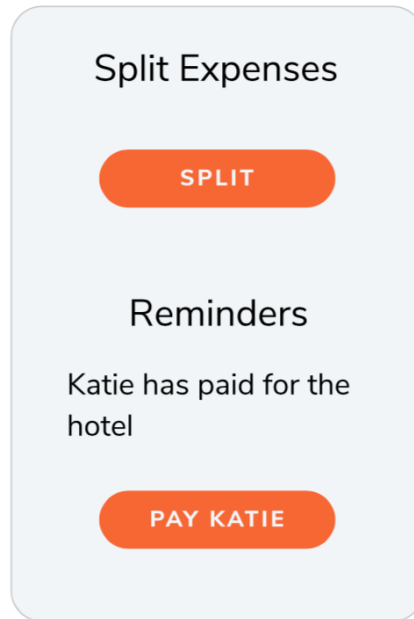 Split Expenses
SPLIT
Reminders
Katie has paid for the
hotel
PAY KATIE